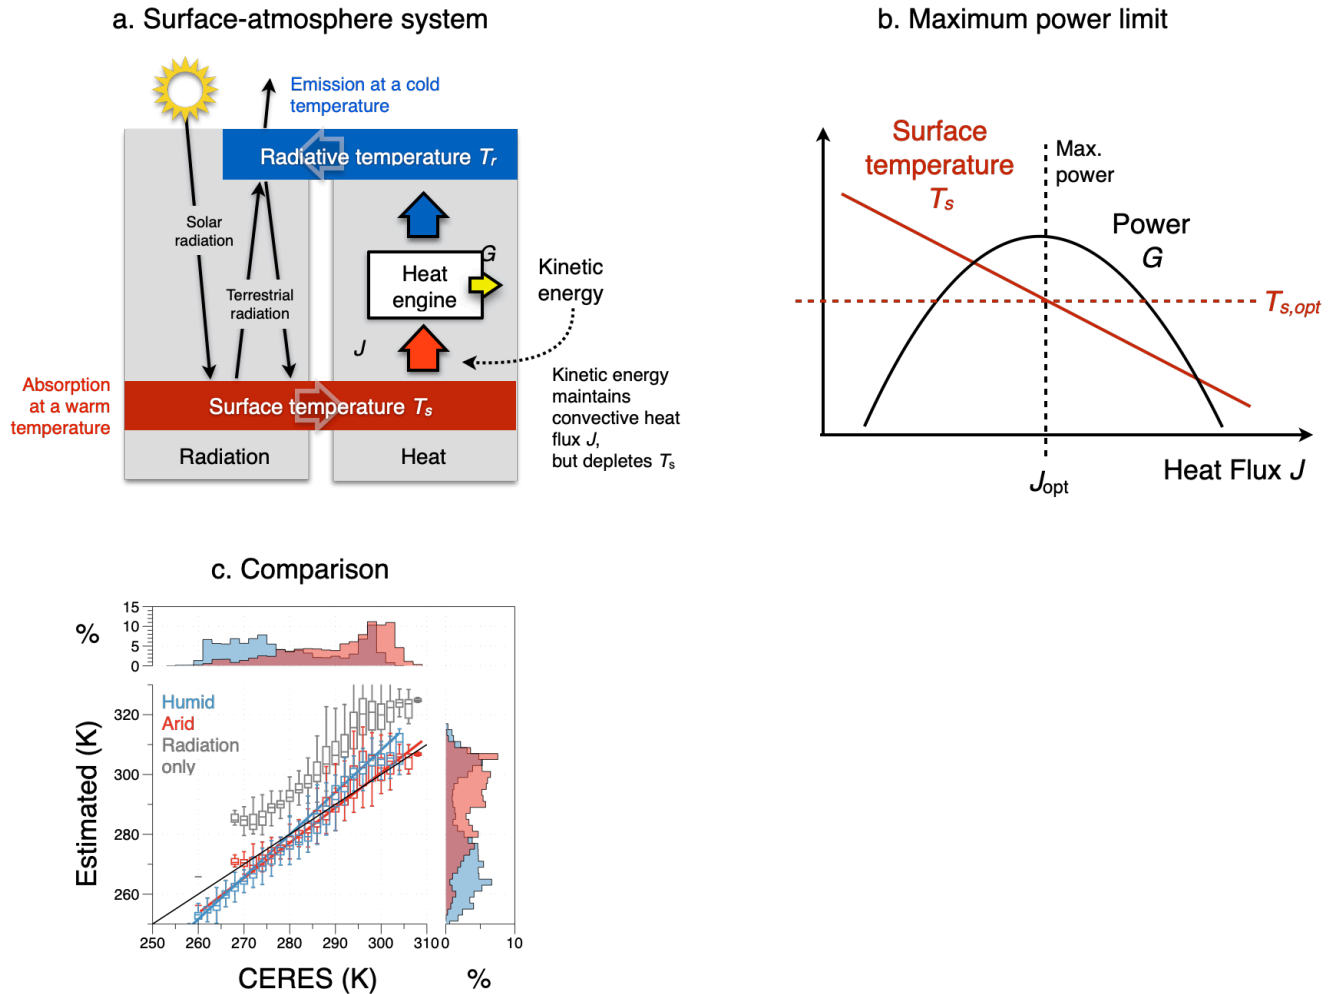 a. Surface-atmosphere system
Emission at a cold
temperature
Radiative temperature Tr
Solar
radiation
Terrestrial
radiation
G
Heat
engine
Kinetic
energy
J
Absorption
at a warm
temperature
Surface temperature Ts
Kinetic energy
maintains
convective heat
flux J,
but depletes Ts
Radiation
Heat
b. Maximum power limit
Surface
temperature
Ts
Max.
power
Power
G
Ts,opt
Jopt
Heat Flux J
c. Comparison
%
15
10
5
0
Humid
Arid
Radiation
only
Estimated (K)
320
300
280
260
250 260 270 280 290 300 310 0 10
CERES (K)
%